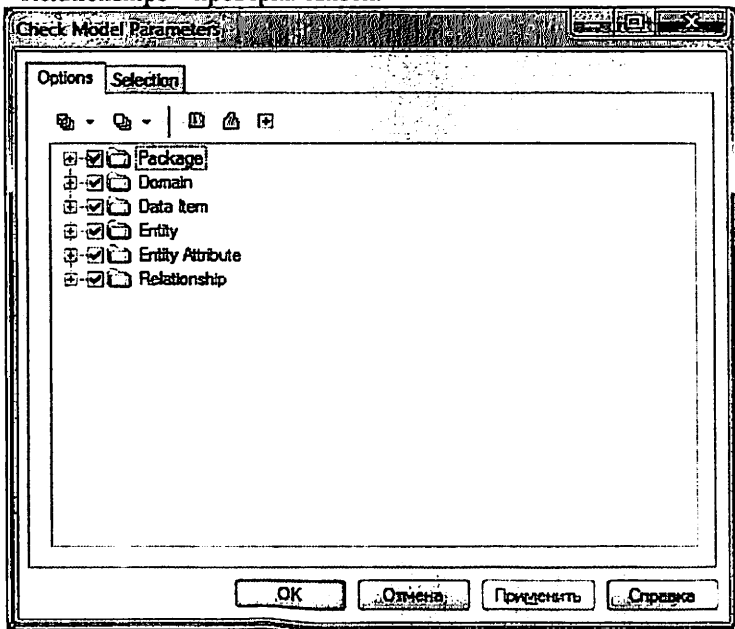 Check Model Parameters
Options Selection
Package
Domain
Data Item
Entity
Entity Attribute
Relationship
OK Отмена Применить Справка